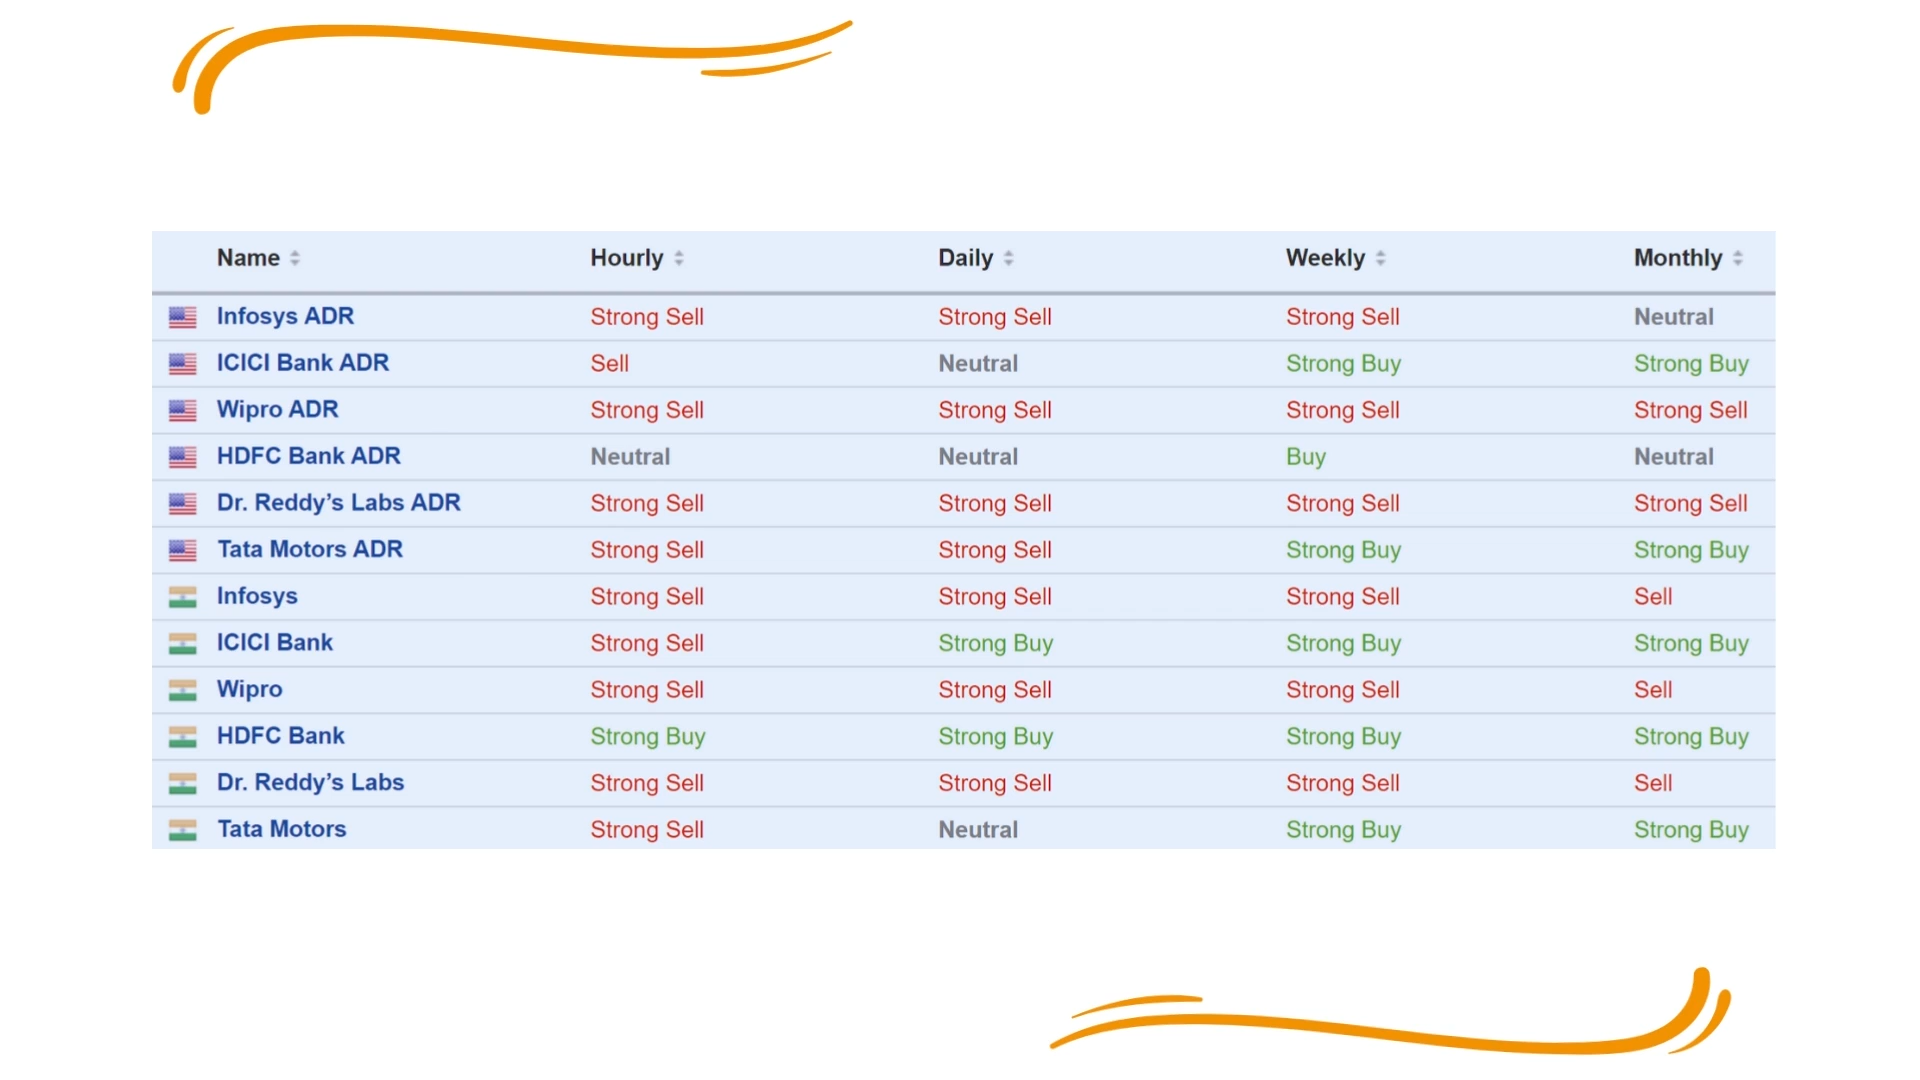 Name Hourly Daily Weekly Monthly
Infosys ADR Strong Sell Strong Sell Strong Sell Neutral
ICICI Bank ADR Sell Neutral Strong Buy Strong Buy
Wipro ADR Strong Sell Strong Sell Strong Sell Strong Sell
HDFC Bank ADR Neutral Neutral Buy Neutral
Dr. Reddy’s Labs ADR Strong Sell Strong Sell Strong Sell Strong Sell
Tata Motors ADR Strong Sell Strong Sell Strong Buy Strong Buy
Infosys Strong Sell Strong Sell Strong Sell Sell
ICICI Bank Strong Sell Strong Buy Strong Buy Strong Buy
Wipro Strong Sell Strong Sell Strong Sell Sell
HDFC Bank Strong Buy Strong Buy Strong Buy Strong Buy
Dr. Reddy’s Labs Strong Sell Strong Sell Strong Sell Sell
Tata Motors Strong Sell Neutral Strong Buy Strong Buy